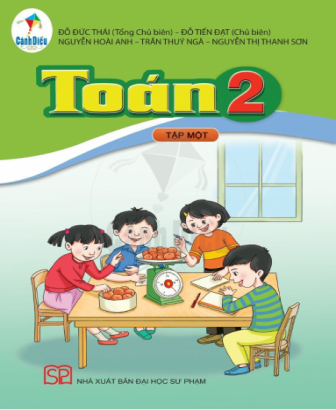 Cánh Diều
ĐỖ ĐỨC THÁI (Tổng Chủ biên) – ĐỖ TIẾN ĐẠT (Chủ biên)
NGUYỄN HOÀI ANH – TRẦN THUÝ NGÀ – NGUYỄN THỊ THANH SƠN
Toán 2
TẬP MỘT
SP
NHÀ XUẤT BẢN ĐẠI HỌC SƯ PHẠM